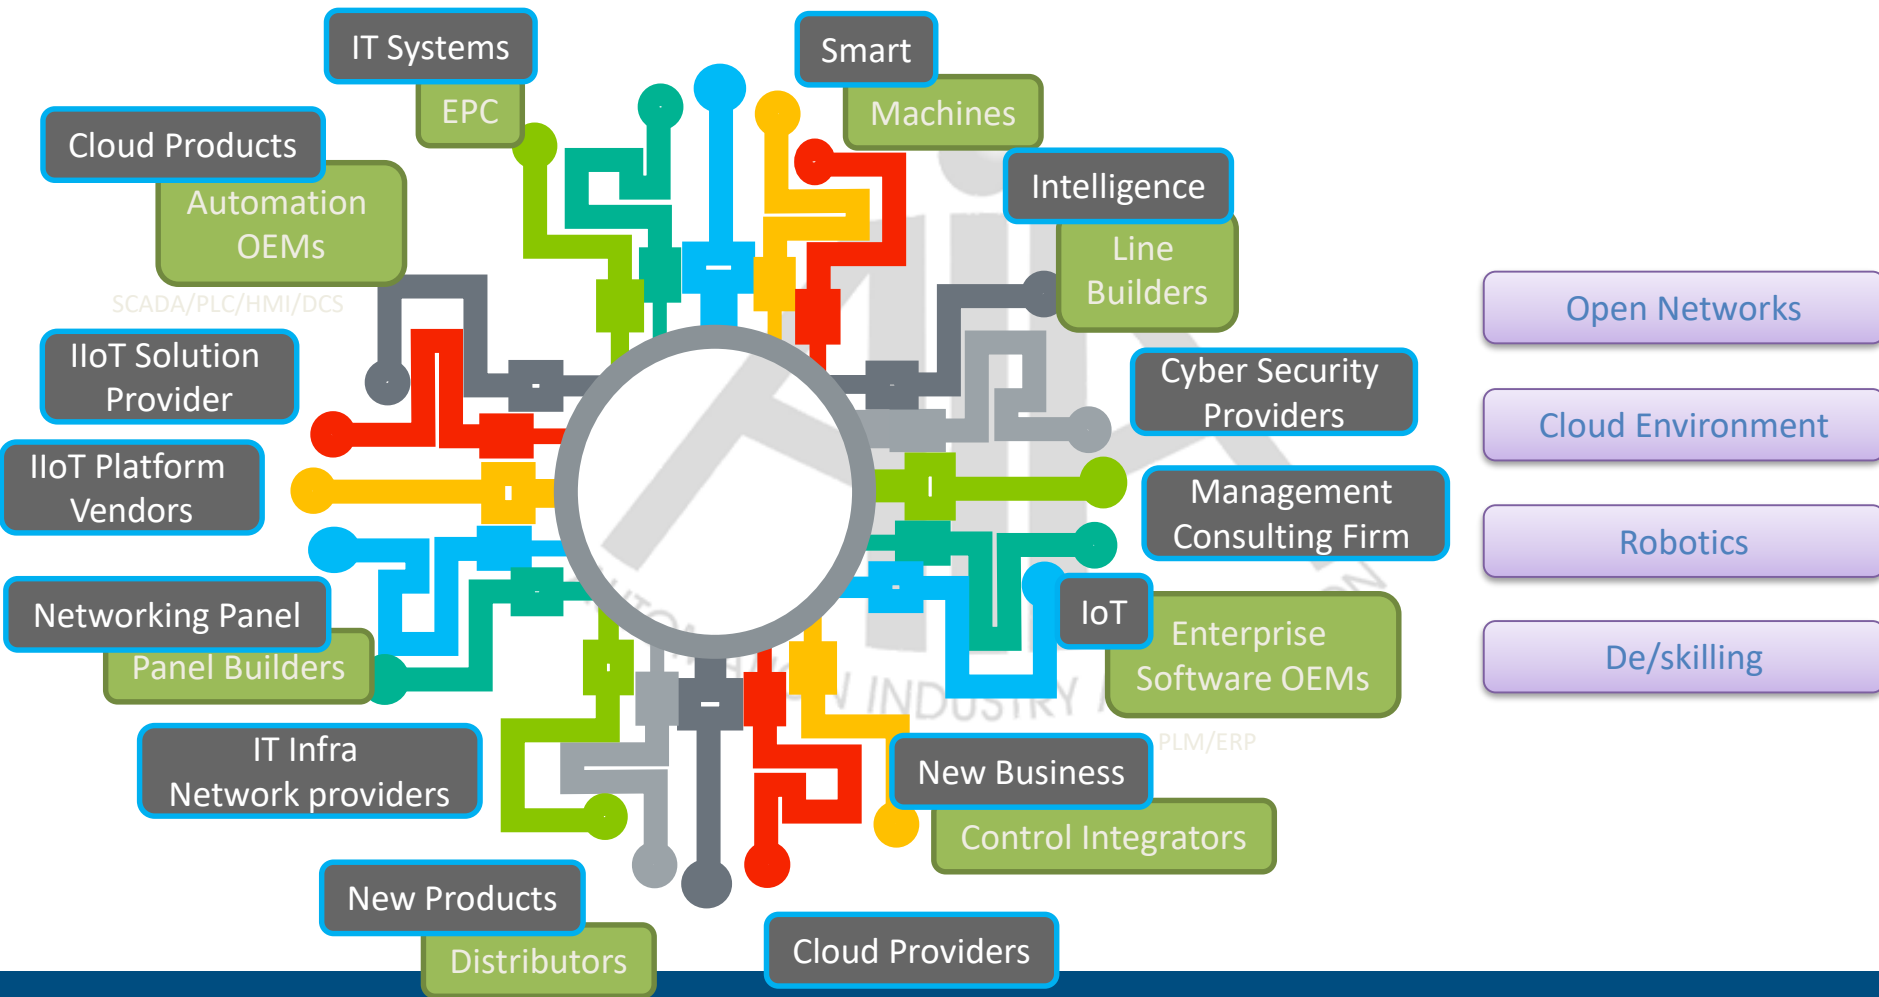 IT Systems
EPC
Smart
Machines
Cloud Products
Automation
OEMs
SCADA/PLC/HMI/DCS
Intelligence
Line
Builders
IIoT Solution
Provider
Cyber Security
Providers
IIoT Platform
Vendors
Management
Consulting Firm
Networking Panel
Panel Builders
IoT
Enterprise
Software OEMs
PLM/ERP
IT Infra
Network providers
New Business
Control Integrators
New Products
Distributors
Cloud Providers
Open Networks
Cloud Environment
Robotics
De/skilling
INDUSTRY